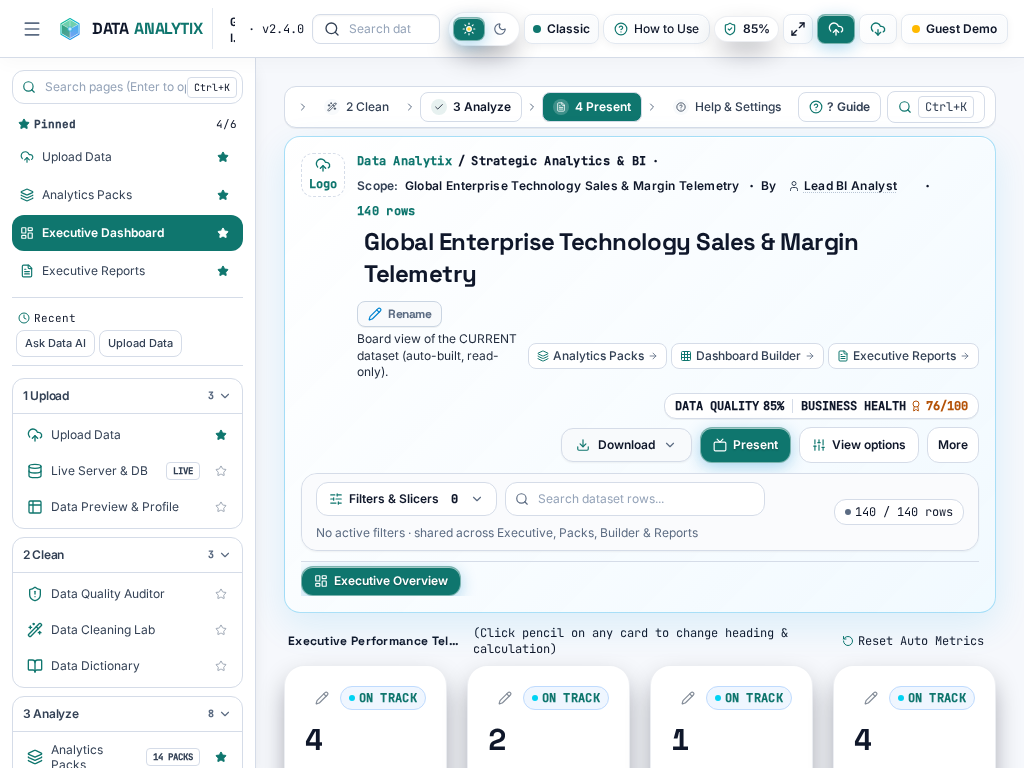 DATA ANALYTIX
· v2.4.0
Search dat
Classic
How to Use
85%
Guest Demo
Search pages (Enter to op
Ctrl+K
Pinned
4/6
Upload Data
Analytics Packs
Executive Dashboard
Executive Reports
Recent
Ask Data AI
Upload Data
1 Upload
3
Upload Data
Live Server & DB
LIVE
Data Preview & Profile
2 Clean
3
Data Quality Auditor
Data Cleaning Lab
Data Dictionary
3 Analyze
8
Analytics Packs
14 PACKS
2 Clean
3 Analyze
4 Present
Help & Settings
? Guide
Ctrl+K
Logo
Data Analytix / Strategic Analytics & BI ·
Scope: Global Enterprise Technology Sales & Margin Telemetry · By Lead BI Analyst ·
140 rows
Global Enterprise Technology Sales & Margin
Telemetry
Rename
Board view of the CURRENT
dataset (auto-built, read-
only).
Analytics Packs →
Dashboard Builder →
Executive Reports →
DATA QUALITY 85%
BUSINESS HEALTH 76/100
Download
Present
View options
More
Filters & Slicers 0
Search dataset rows...
140 / 140 rows
No active filters · shared across Executive, Packs, Builder & Reports
Executive Overview
Executive Performance Tel...
(Click pencil on any card to change heading &
calculation)
Reset Auto Metrics
ON TRACK
4
ON TRACK
2
ON TRACK
1
ON TRACK
4